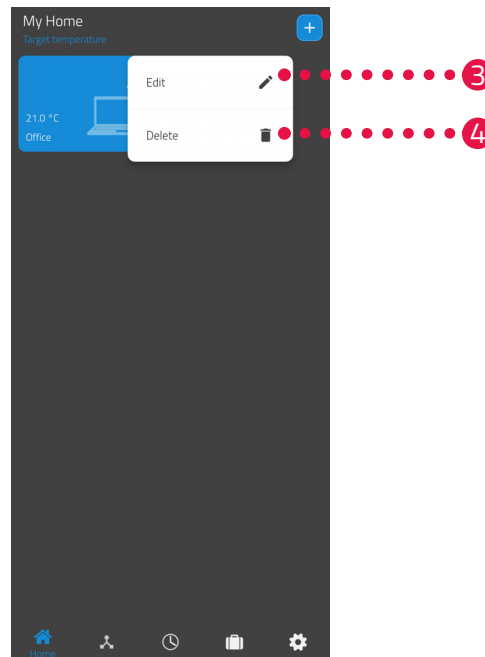 My Home
Target temperature
+
Edit
3
21.0 °C
Office
Delete
4
Home